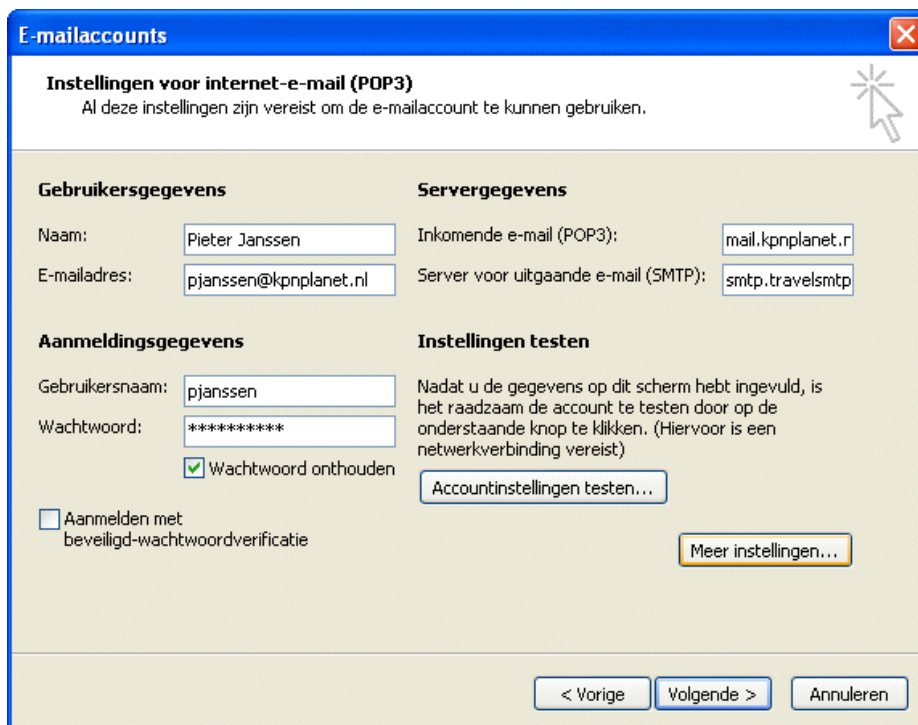 E-mailaccounts
Instellingen voor internet-e-mail (POP3)
Al deze instellingen zijn vereist om de e-mailaccount te kunnen gebruiken.
Gebruikersgegevens
Naam: Pieter Janssen
E-mailadres: pjanssen@kpnplanet.nl
Servergegevens
Inkomende e-mail (POP3): mail.kpnplanet.r
Server voor uitgaande e-mail (SMTP): smtp.travelsmtp
Aanmeldingsgegevens
Gebruikersnaam: pjanssen
Wachtwoord: **********
Wachtwoord onthouden
Aanmelden met
beveiligd-wachtwoordverificatie
Instellingen testen
Nadat u de gegevens op dit scherm hebt ingevuld, is
het raadzaam de account te testen door op de
onderstaande knop te klikken. (Hiervoor is een
netwerkverbinding vereist)
Accountinstellingen testen...
Meer instellingen...
< Vorige
Volgende >
Annuleren